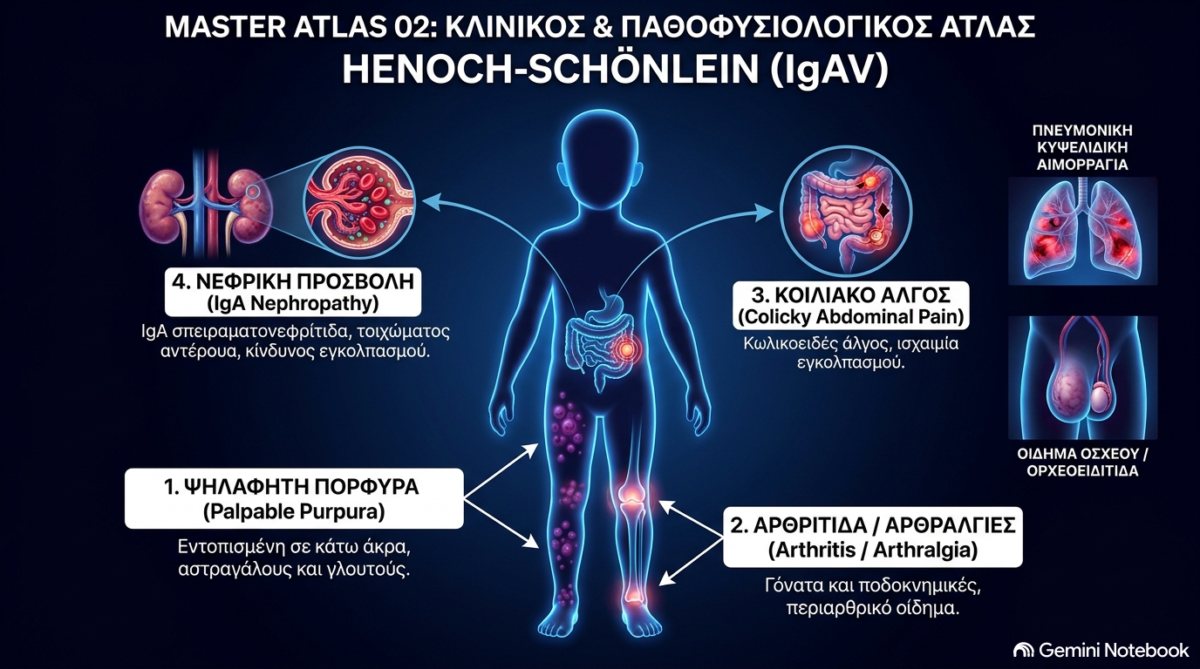 MASTER ATLAS 02: ΚΛΙΝΙΚΟΣ & ΠΑΘΟΦΥΣΙΟΛΟΓΙΚΟΣ ΑΤΛΑΣ
HENOCH-SCHÖNLEIN (IgAV)
4. ΝΕΦΡΙΚΗ ΠΡΟΣΒΟΛΗ
(IgA Nephropathy)
IgA σπειραματονεφρίτιδα, τοιχώματος
αντέρουα, κίνδυνος εγκολπασμού.
3. ΚΟΙΛΙΑΚΟ ΑΛΓΟΣ
(Colicky Abdominal Pain)
Κωλικοειδές άλγος, ισχαιμία
εγκολπασμού.
ΠΝΕΥΜΟΝΙΚΗ
ΚΥΨΕΛΙΔΙΚΗ
ΑΙΜΟΡΡΑΓΙΑ
ΟΙΔΗΜΑ ΟΣΧΕΟΥ /
ΟΡΧΕΟΕΙΔΙΤΙΔΑ
1. ΨΗΛΑΦΗΤΗ ΠΟΡΦΥΡΑ
(Palpable Purpura)
Εντοπισμένη σε κάτω άκρα,
αστραγάλους και γλουτούς.
2. ΑΡΘΡΙΤΙΔΑ / ΑΡΘΡΑΛΓΙΕΣ
(Arthritis / Arthralgia)
Γόνατα και ποδοκνημικές,
περιαρθρικό οίδημα.
Gemini Notebook